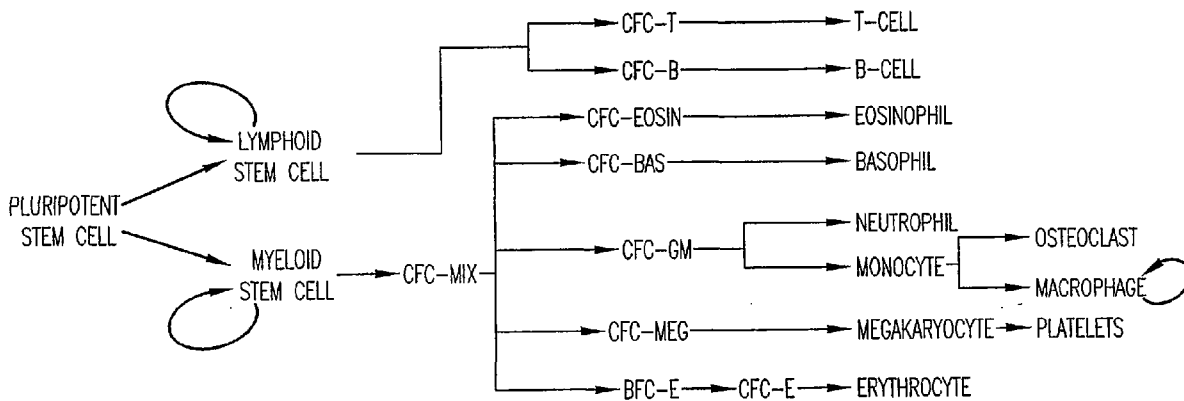 CFC-T
T-CELL
CFC-B
B-CELL
LYMPHOID
STEM CELL
CFC-EOSIN
EOSINOPHIL
CFC-BAS
BASOPHIL
PLURIPOTENT
STEM CELL
MYELOID
STEM CELL
CFC-MIX
CFC-GM
NEUTROPHIL
MONOCYTE
OSTEOCLAST
MACROPHAGE
CFC-MEG
MEGAKARYOCYTE
PLATELETS
BFC-E
CFC-E
ERYTHROCYTE